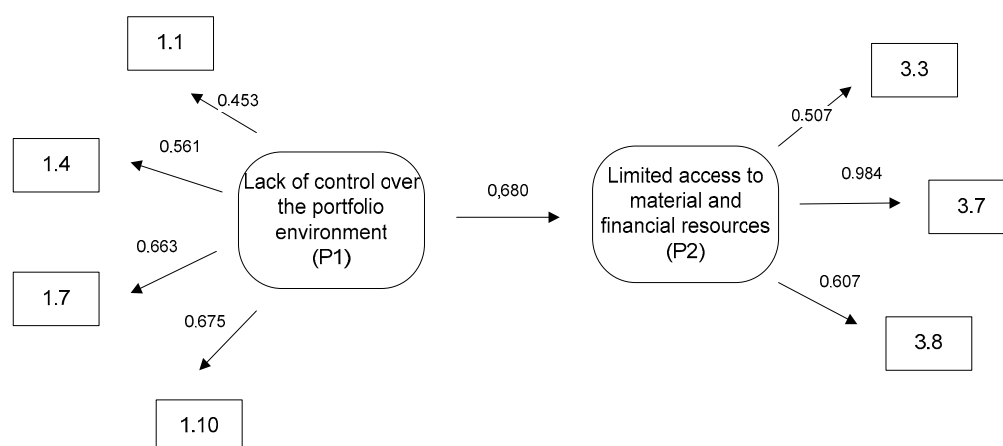 1.1
0.453
1.4
0.561
0.663
1.7
0.675
1.10
Lack of control over
the portfolio
environment
(P1)
0,680
Limited access to
material and
financial resources
(P2)
0.507
3.3
0.984
3.7
0.607
3.8